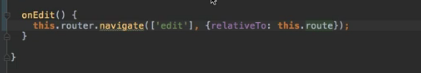 onEdit() {
this.router.navigate(['edit'], {relativeTo: this.route});
}
}